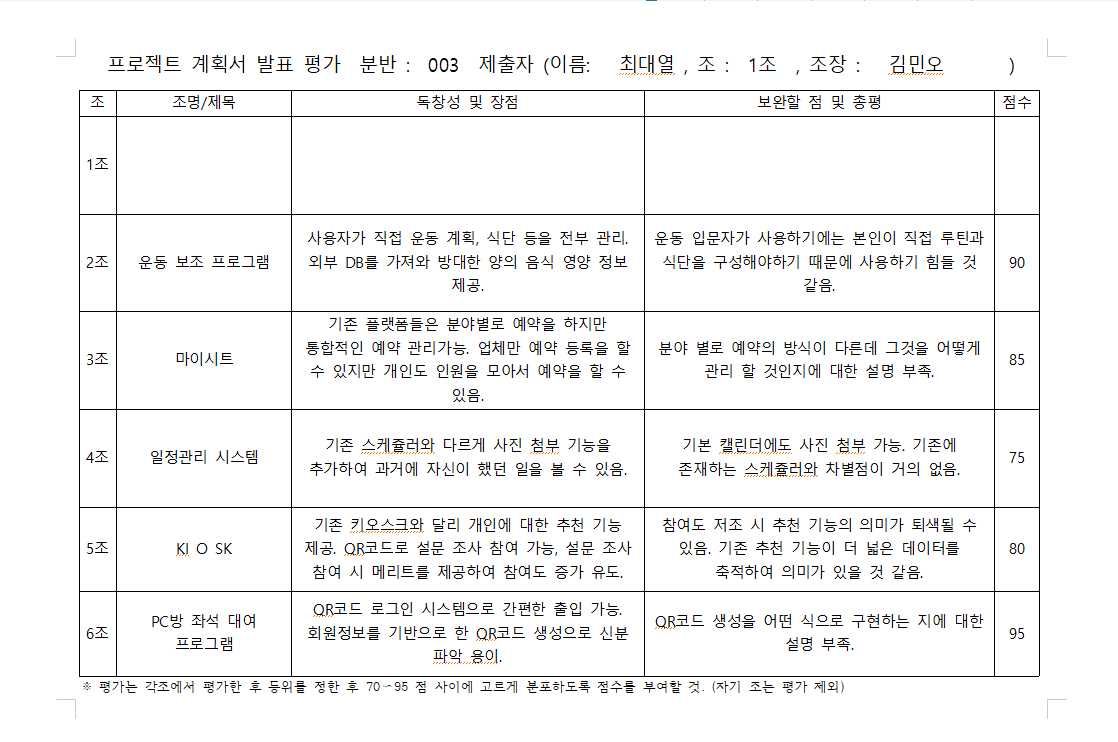 프로젝트 계획서 발표 평가 분반 : 003 제출자 (이름: 최대열 , 조 : 1조 , 조장 : 김민오 )
조 조명/제목 독창성 및 장점 보완할 점 및 총평 점수
1조
2조
운동 보조 프로그램
사용자가 직접 운동 계획, 식단 등을 전부 관리.
외부 DB를 가져와 방대한 양의 음식 영양 정보
제공.
운동 입문자가 사용하기에는 본인이 직접 루틴과
식단을 구성해야하기 때문에 사용하기 힘들 것
같음.
90
3조
마이시트
기존 플랫폼들은 분야별로 예약을 하지만
통합적인 예약 관리가능. 업체만 예약 등록을 할
수 있지만 개인도 인원을 모아서 예약을 할 수
있음.
분야 별로 예약의 방식이 다른데 그것을 어떻게
관리 할 것인지에 대한 설명 부족.
85
4조
일정관리 시스템
기존 스케쥴러와 다르게 사진 첨부 기능을
추가하여 과거에 자신이 했던 일을 볼 수 있음.
기본 캘린더에도 사진 첨부 가능. 기존에
존재하는 스케쥴러와 차별점이 거의 없음.
75
5조
KI O SK
기존 키오스크와 달리 개인에 대한 추천 기능
제공. QR코드로 설문 조사 참여 가능, 설문 조사
참여 시 메리트를 제공하여 참여도 증가 유도.
참여도 저조 시 추천 기능의 의미가 퇴색될 수
있음. 기존 추천 기능이 더 넓은 데이터를
축적하여 의미가 있을 것 같음.
80
6조
PC방 좌석 대여
프로그램
QR코드 로그인 시스템으로 간편한 출입 가능.
회원정보를 기반으로 한 QR코드 생성으로 신분
파악 용이.
QR코드 생성을 어떤 식으로 구현하는 지에 대한
설명 부족.
95
※ 평가는 각조에서 평가한 후 등위를 정한 후 70~95 점 사이에 고르게 분포하도록 점수를 부여할 것. (자기 조는 평가 제외)